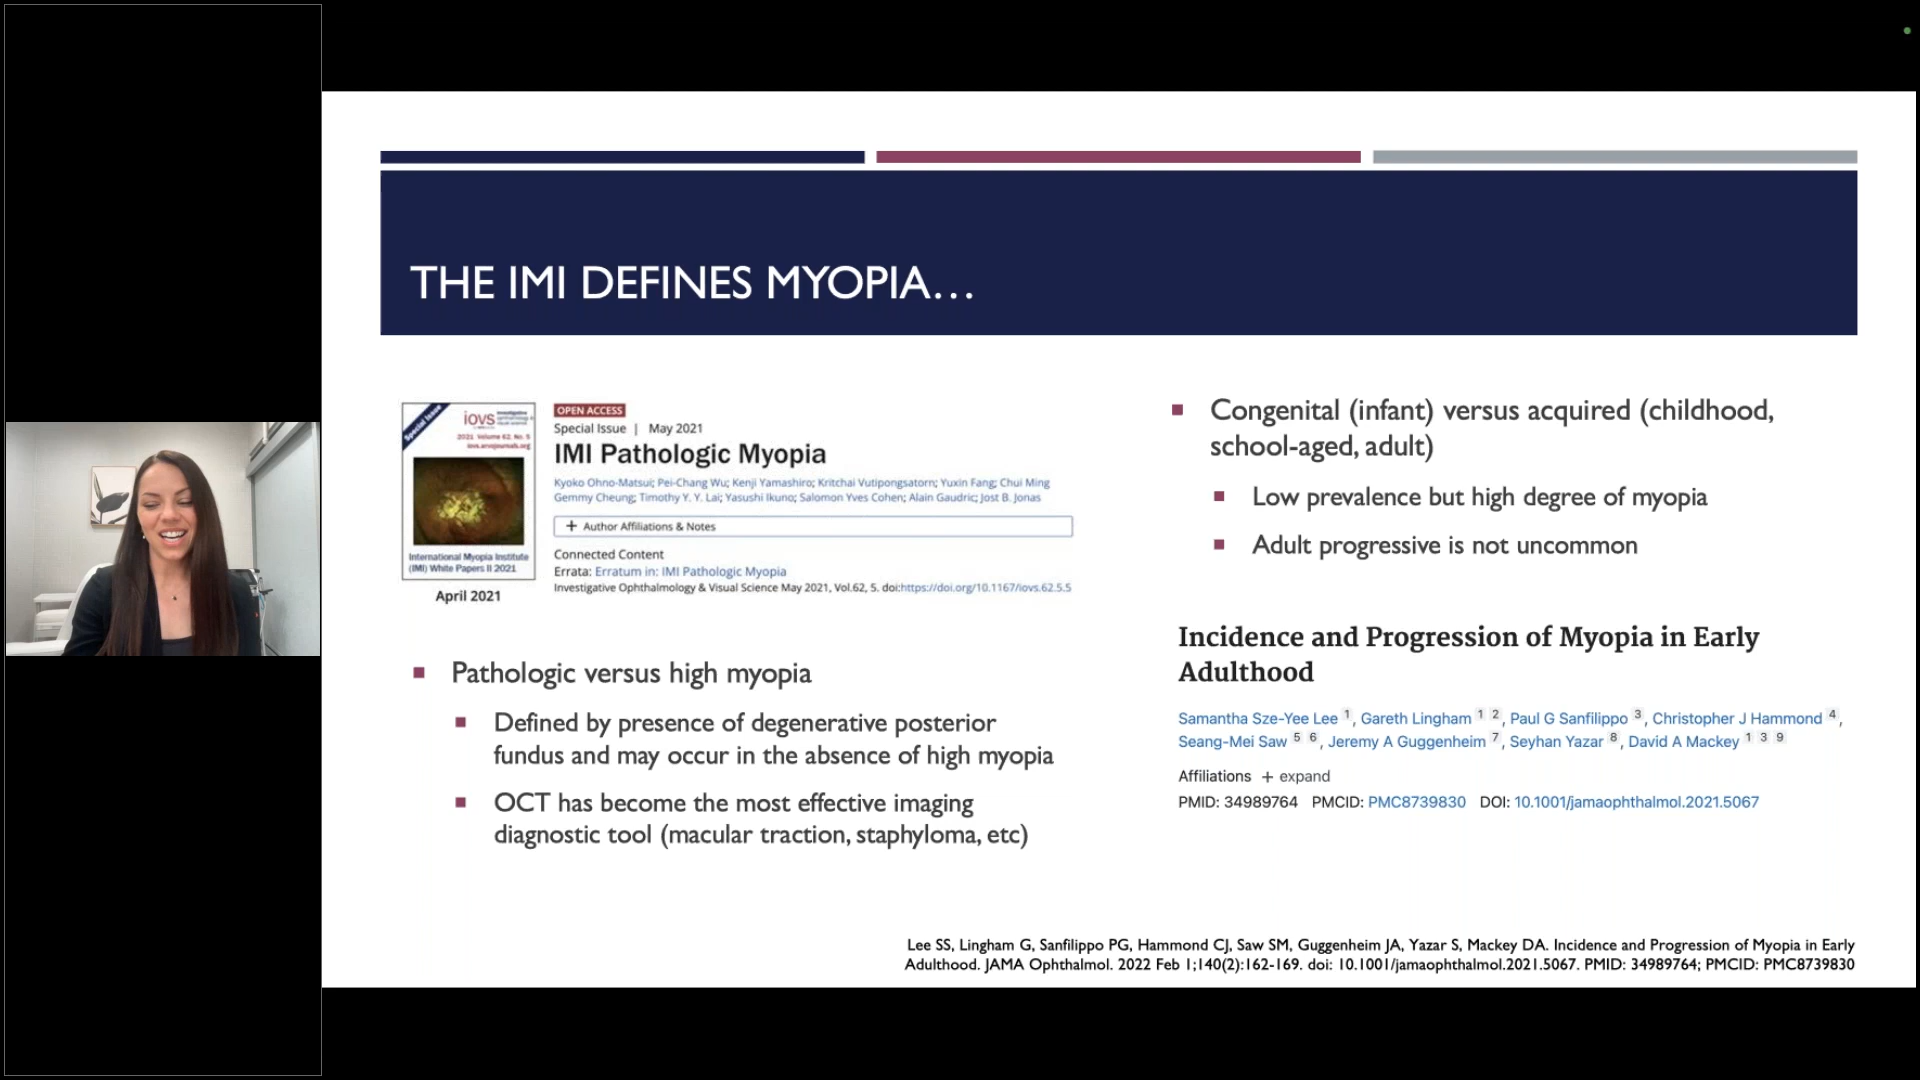 THE IMI DEFINES MYOPIA...
Special Issue
iovs
2021 Volume 62, No. 5
iovs.arvojournals.org
International Myopia Institute
(IMI) White Papers II 2021
April 2021
OPEN ACCESS
Special Issue | May 2021
IMI Pathologic Myopia
Kyoko Ohno-Matsui; Pei-Chang Wu; Kenji Yamashiro; Kritchai Vutipongsatorn; Yuxin Fang; Chui Ming
Gemmy Cheung; Timothy Y. Y. Lai; Yasushi Ikuno; Salomon Yves Cohen; Alain Gaudric; Jost B. Jonas
+ Author Affiliations & Notes
Connected Content
Errata: Erratum in: IMI Pathologic Myopia
Investigative Ophthalmology & Visual Science May 2021, Vol.62, 5. doi:https://doi.org/10.1167/iovs.62.5.5
Pathologic versus high myopia
Defined by presence of degenerative posterior
fundus and may occur in the absence of high myopia
OCT has become the most effective imaging
diagnostic tool (macular traction, staphyloma, etc)
Congenital (infant) versus acquired (childhood,
school-aged, adult)
Low prevalence but high degree of myopia
Adult progressive is not uncommon
Incidence and Progression of Myopia in Early
Adulthood
Samantha Sze-Yee Lee 1, Gareth Lingham 1 2, Paul G Sanfilippo 3, Christopher J Hammond 4,
Seang-Mei Saw 5 6, Jeremy A Guggenheim 7, Seyhan Yazar 8, David A Mackey 1 3 9
Affiliations + expand
PMID: 34989764 PMCID: PMC8739830 DOI: 10.1001/jamaophthalmol.2021.5067
Lee SS, Lingham G, Sanfilippo PG, Hammond CJ, Saw SM, Guggenheim JA, Yazar S, Mackey DA. Incidence and Progression of Myopia in Early
Adulthood. JAMA Ophthalmol. 2022 Feb 1;140(2):162-169. doi: 10.1001/jamaophthalmol.2021.5067. PMID: 34989764; PMCID: PMC8739830